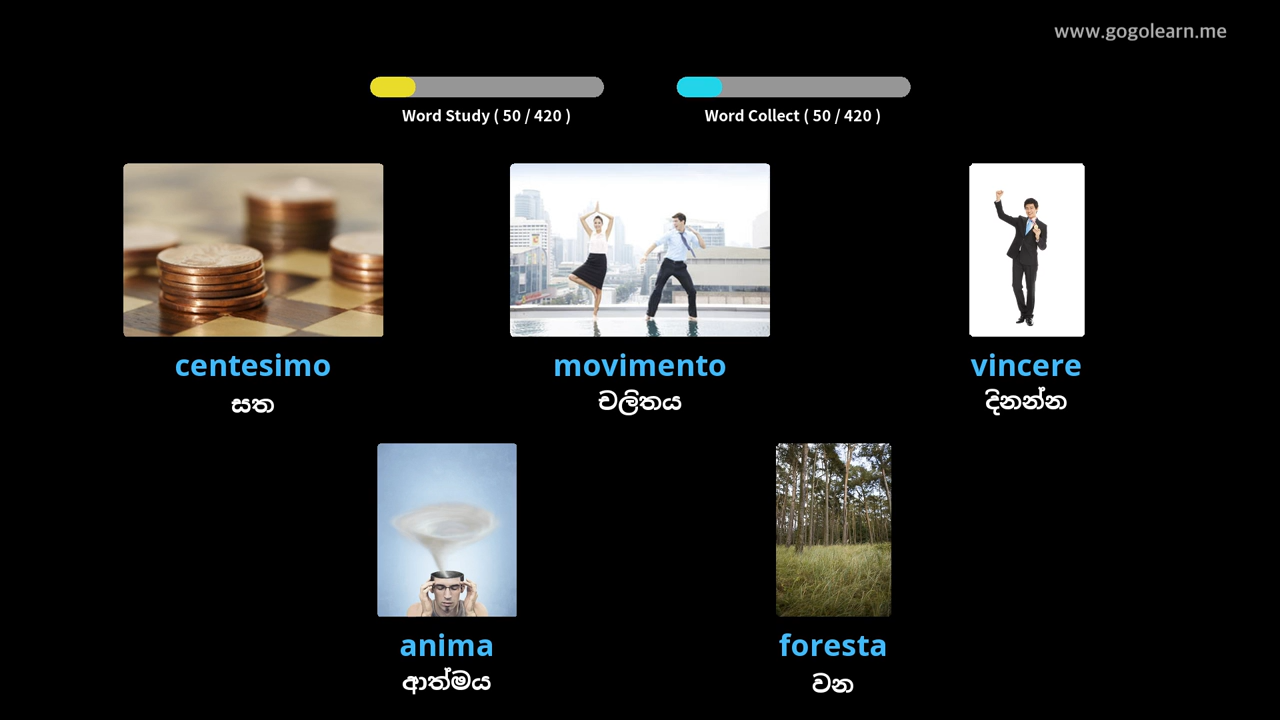 www.gogolearn.me
Word Study ( 50 / 420 )
Word Collect ( 50 / 420 )
centesimo
සත
movimento
චලිතය
vincere
දිනන්න
anima
ආත්මය
foresta
වන